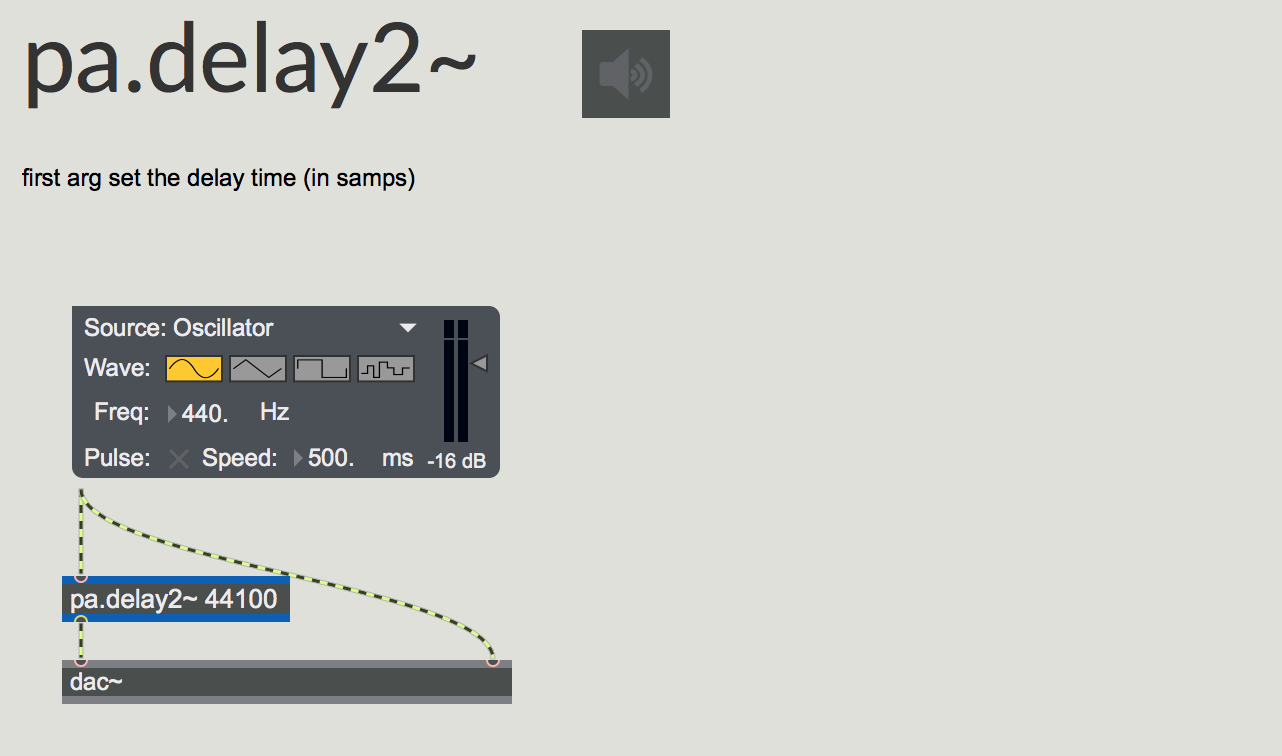 pa.delay2~
first arg set the delay time (in samps)
Source: Oscillator
Wave:
Freq: 440. Hz
Pulse: Speed: 500. ms -16 dB
pa.delay2~ 44100
dac~